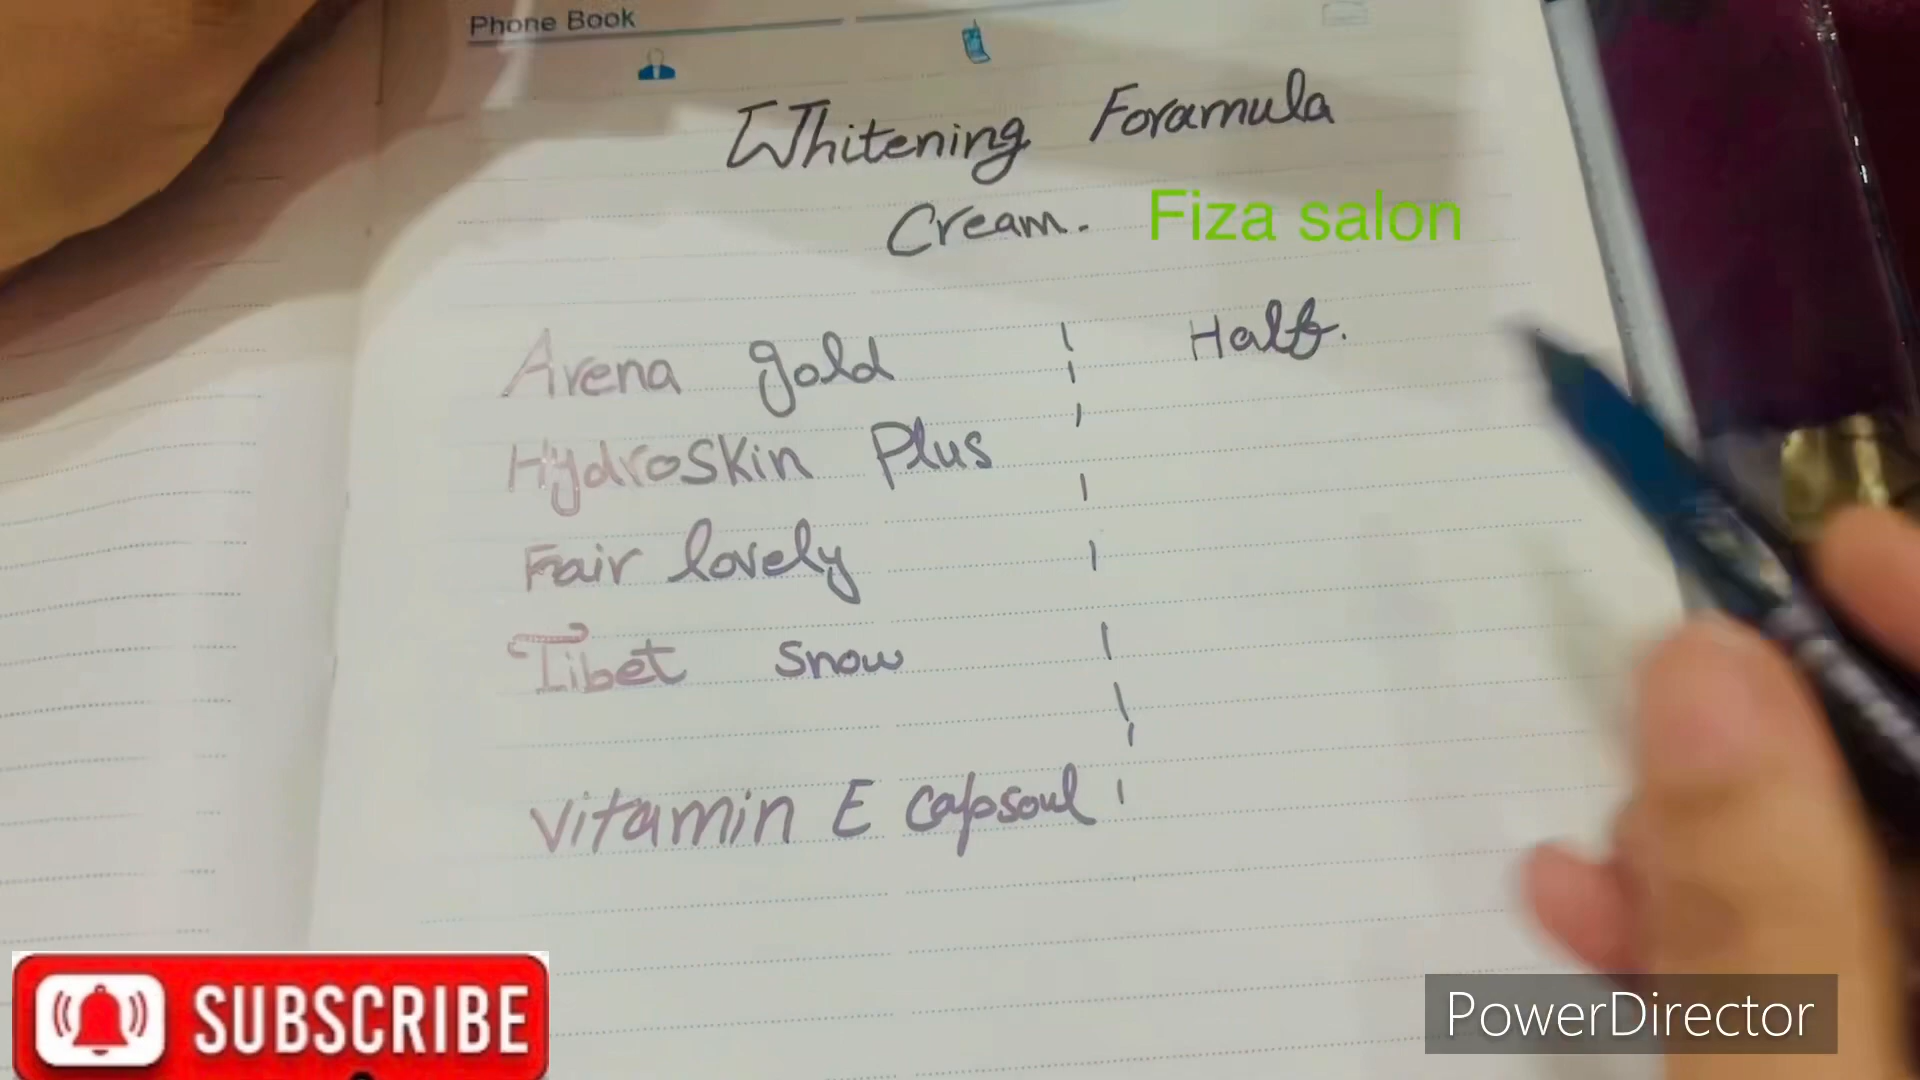 Phone Book
Whitening Foramula
Cream. Fiza salon
Arena gold Half.
Hydroskin Plus
Fair lovely
Tibet snow
Vitamin E capsoul
SUBSCRIBE
PowerDirector